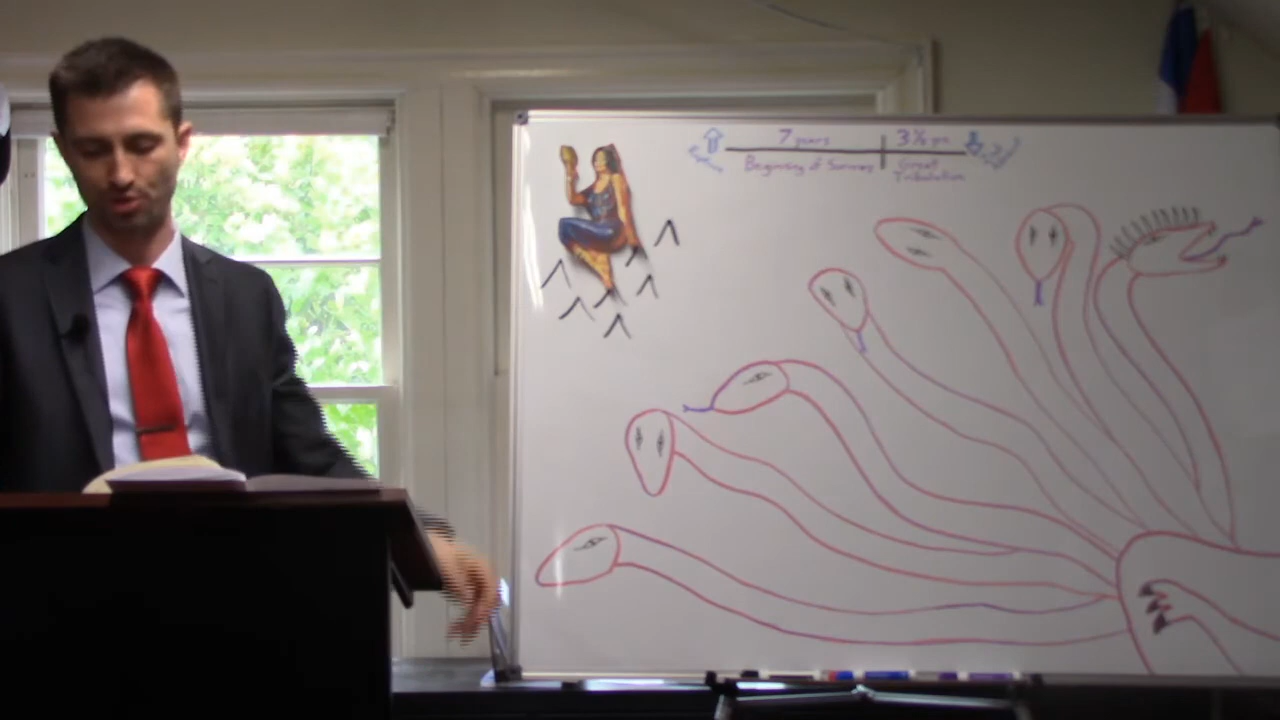 7 years
3½ yrs
Beginning of Sorrows
Great
Tribulation